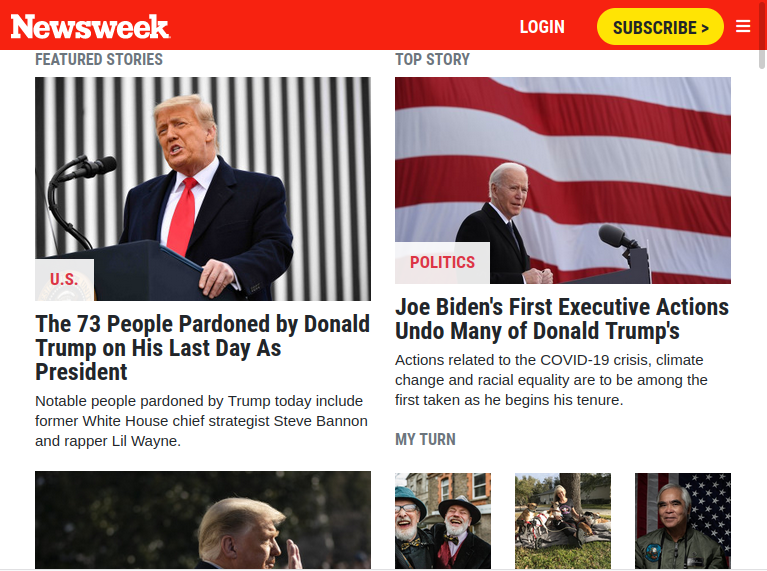 Newsweek
LOGIN
SUBSCRIBE >
FEATURED STORIES
U.S.
The 73 People Pardoned by Donald
Trump on His Last Day As
President
Notable people pardoned by Trump today include
former White House chief strategist Steve Bannon
and rapper Lil Wayne.
TOP STORY
POLITICS
Joe Biden's First Executive Actions
Undo Many of Donald Trump's
Actions related to the COVID-19 crisis, climate
change and racial equality are to be among the
first taken as he begins his tenure.
MY TURN